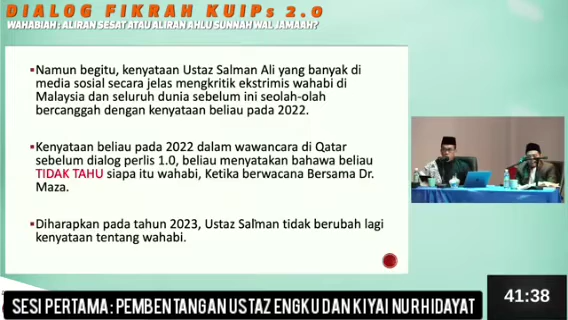 DIALOG FIKRAH KUIPs 2.0
WAHABIAH : ALIRAN SESAT ATAU ALIRAN AHLU SUNNAH WAL JAMAAH?
▪Namun begitu, kenyataan Ustaz Salman Ali yang banyak di
media sosial secara jelas mengkritik ekstrimis wahabi di
Malaysia dan seluruh dunia sebelum ini seolah-olah
bercanggah dengan kenyataan beliau pada 2022.
▪Kenyataan beliau pada 2022 dalam wawancara di Qatar
sebelum dialog perlis 1.0, beliau menyatakan bahawa beliau
TIDAK TAHU siapa itu wahabi, Ketika berwacana Bersama Dr.
Maza.
▪Diharapkan pada tahun 2023, Ustaz Salman tidak berubah lagi
kenyataan tentang wahabi.
SESI PERTAMA : PEMBENTANGAN USTAZ ENGKU DAN KIYAI NURHIDAYAT
41:38